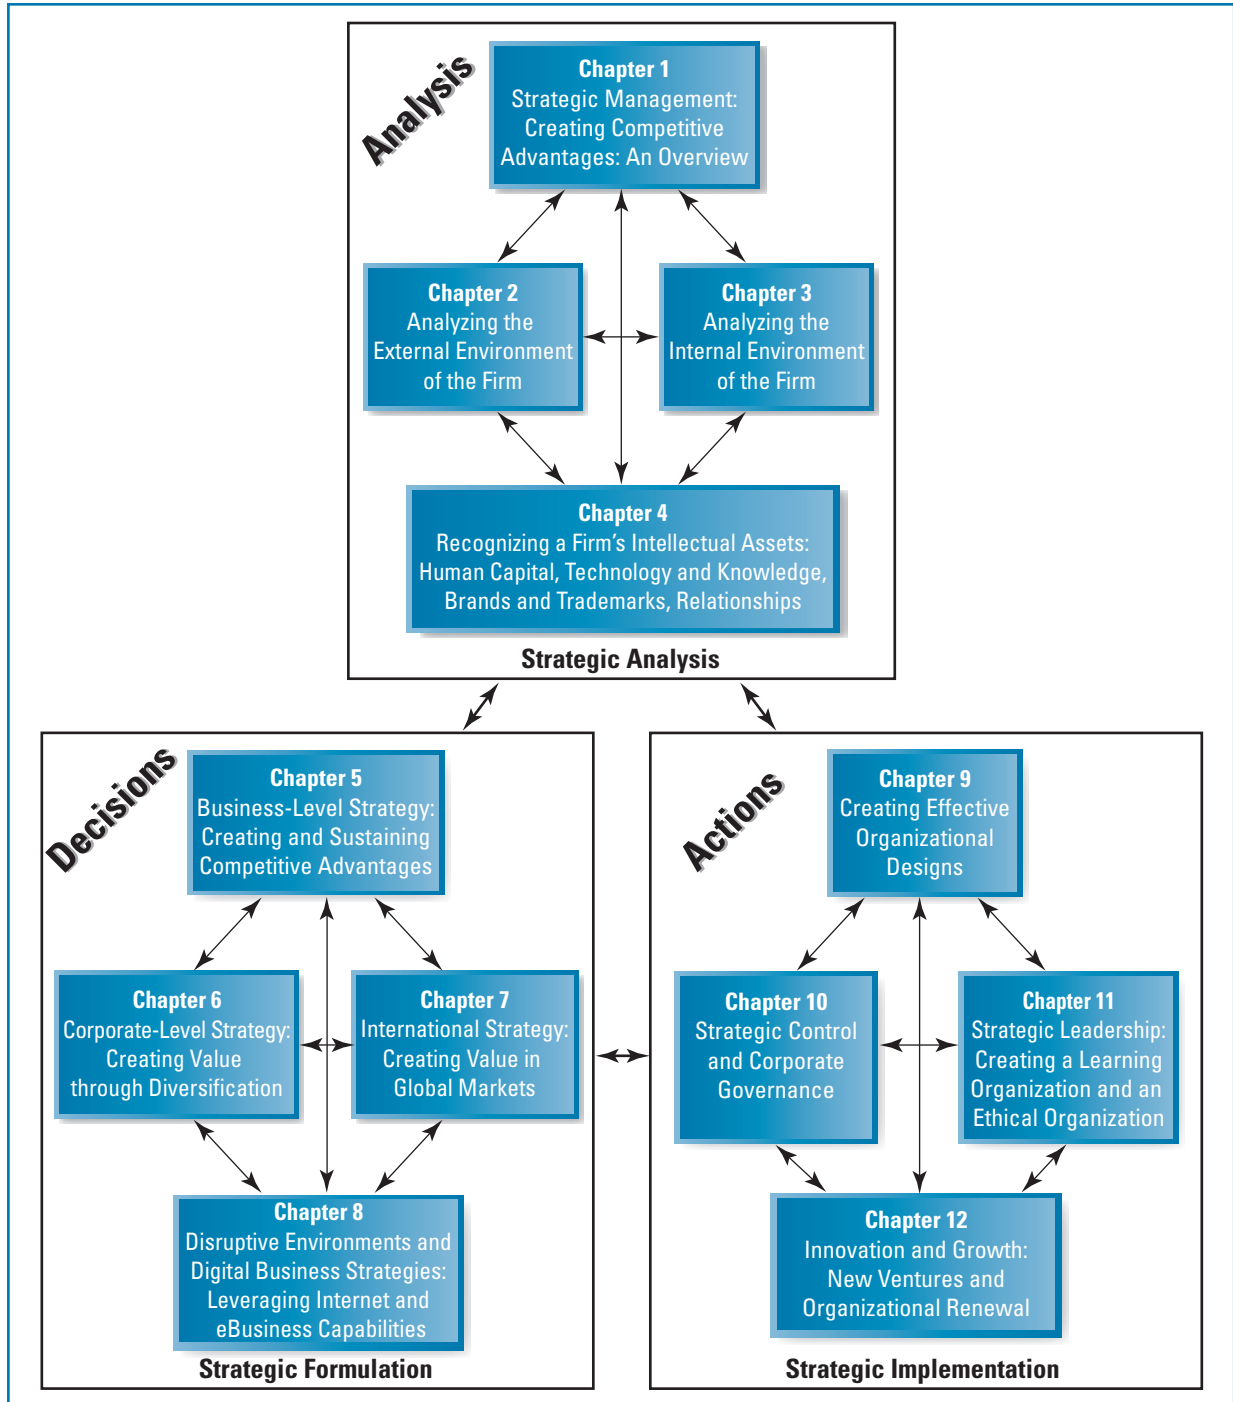 Analysis
Chapter 1
Strategic Management:
Creating Competitive
Advantages: An Overview
Chapter 2
Analyzing the
External Environment
of the Firm
Chapter 3
Analyzing the
Internal Environment
of the Firm
Chapter 4
Recognizing a Firm’s Intellectual Assets:
Human Capital, Technology and Knowledge,
Brands and Trademarks, Relationships
Strategic Analysis
Decisions
Chapter 5
Business-Level Strategy:
Creating and Sustaining
Competitive Advantages
Chapter 6
Corporate-Level Strategy:
Creating Value
through Diversification
Chapter 7
International Strategy:
Creating Value in
Global Markets
Chapter 8
Disruptive Environments and
Digital Business Strategies:
Leveraging Internet and
eBusiness Capabilities
Strategic Formulation
Actions
Chapter 9
Creating Effective
Organizational
Designs
Chapter 10
Strategic Control
and Corporate
Governance
Chapter 11
Strategic Leadership:
Creating a Learning
Organization and an
Ethical Organization
Chapter 12
Innovation and Growth:
New Ventures and
Organizational Renewal
Strategic Implementation